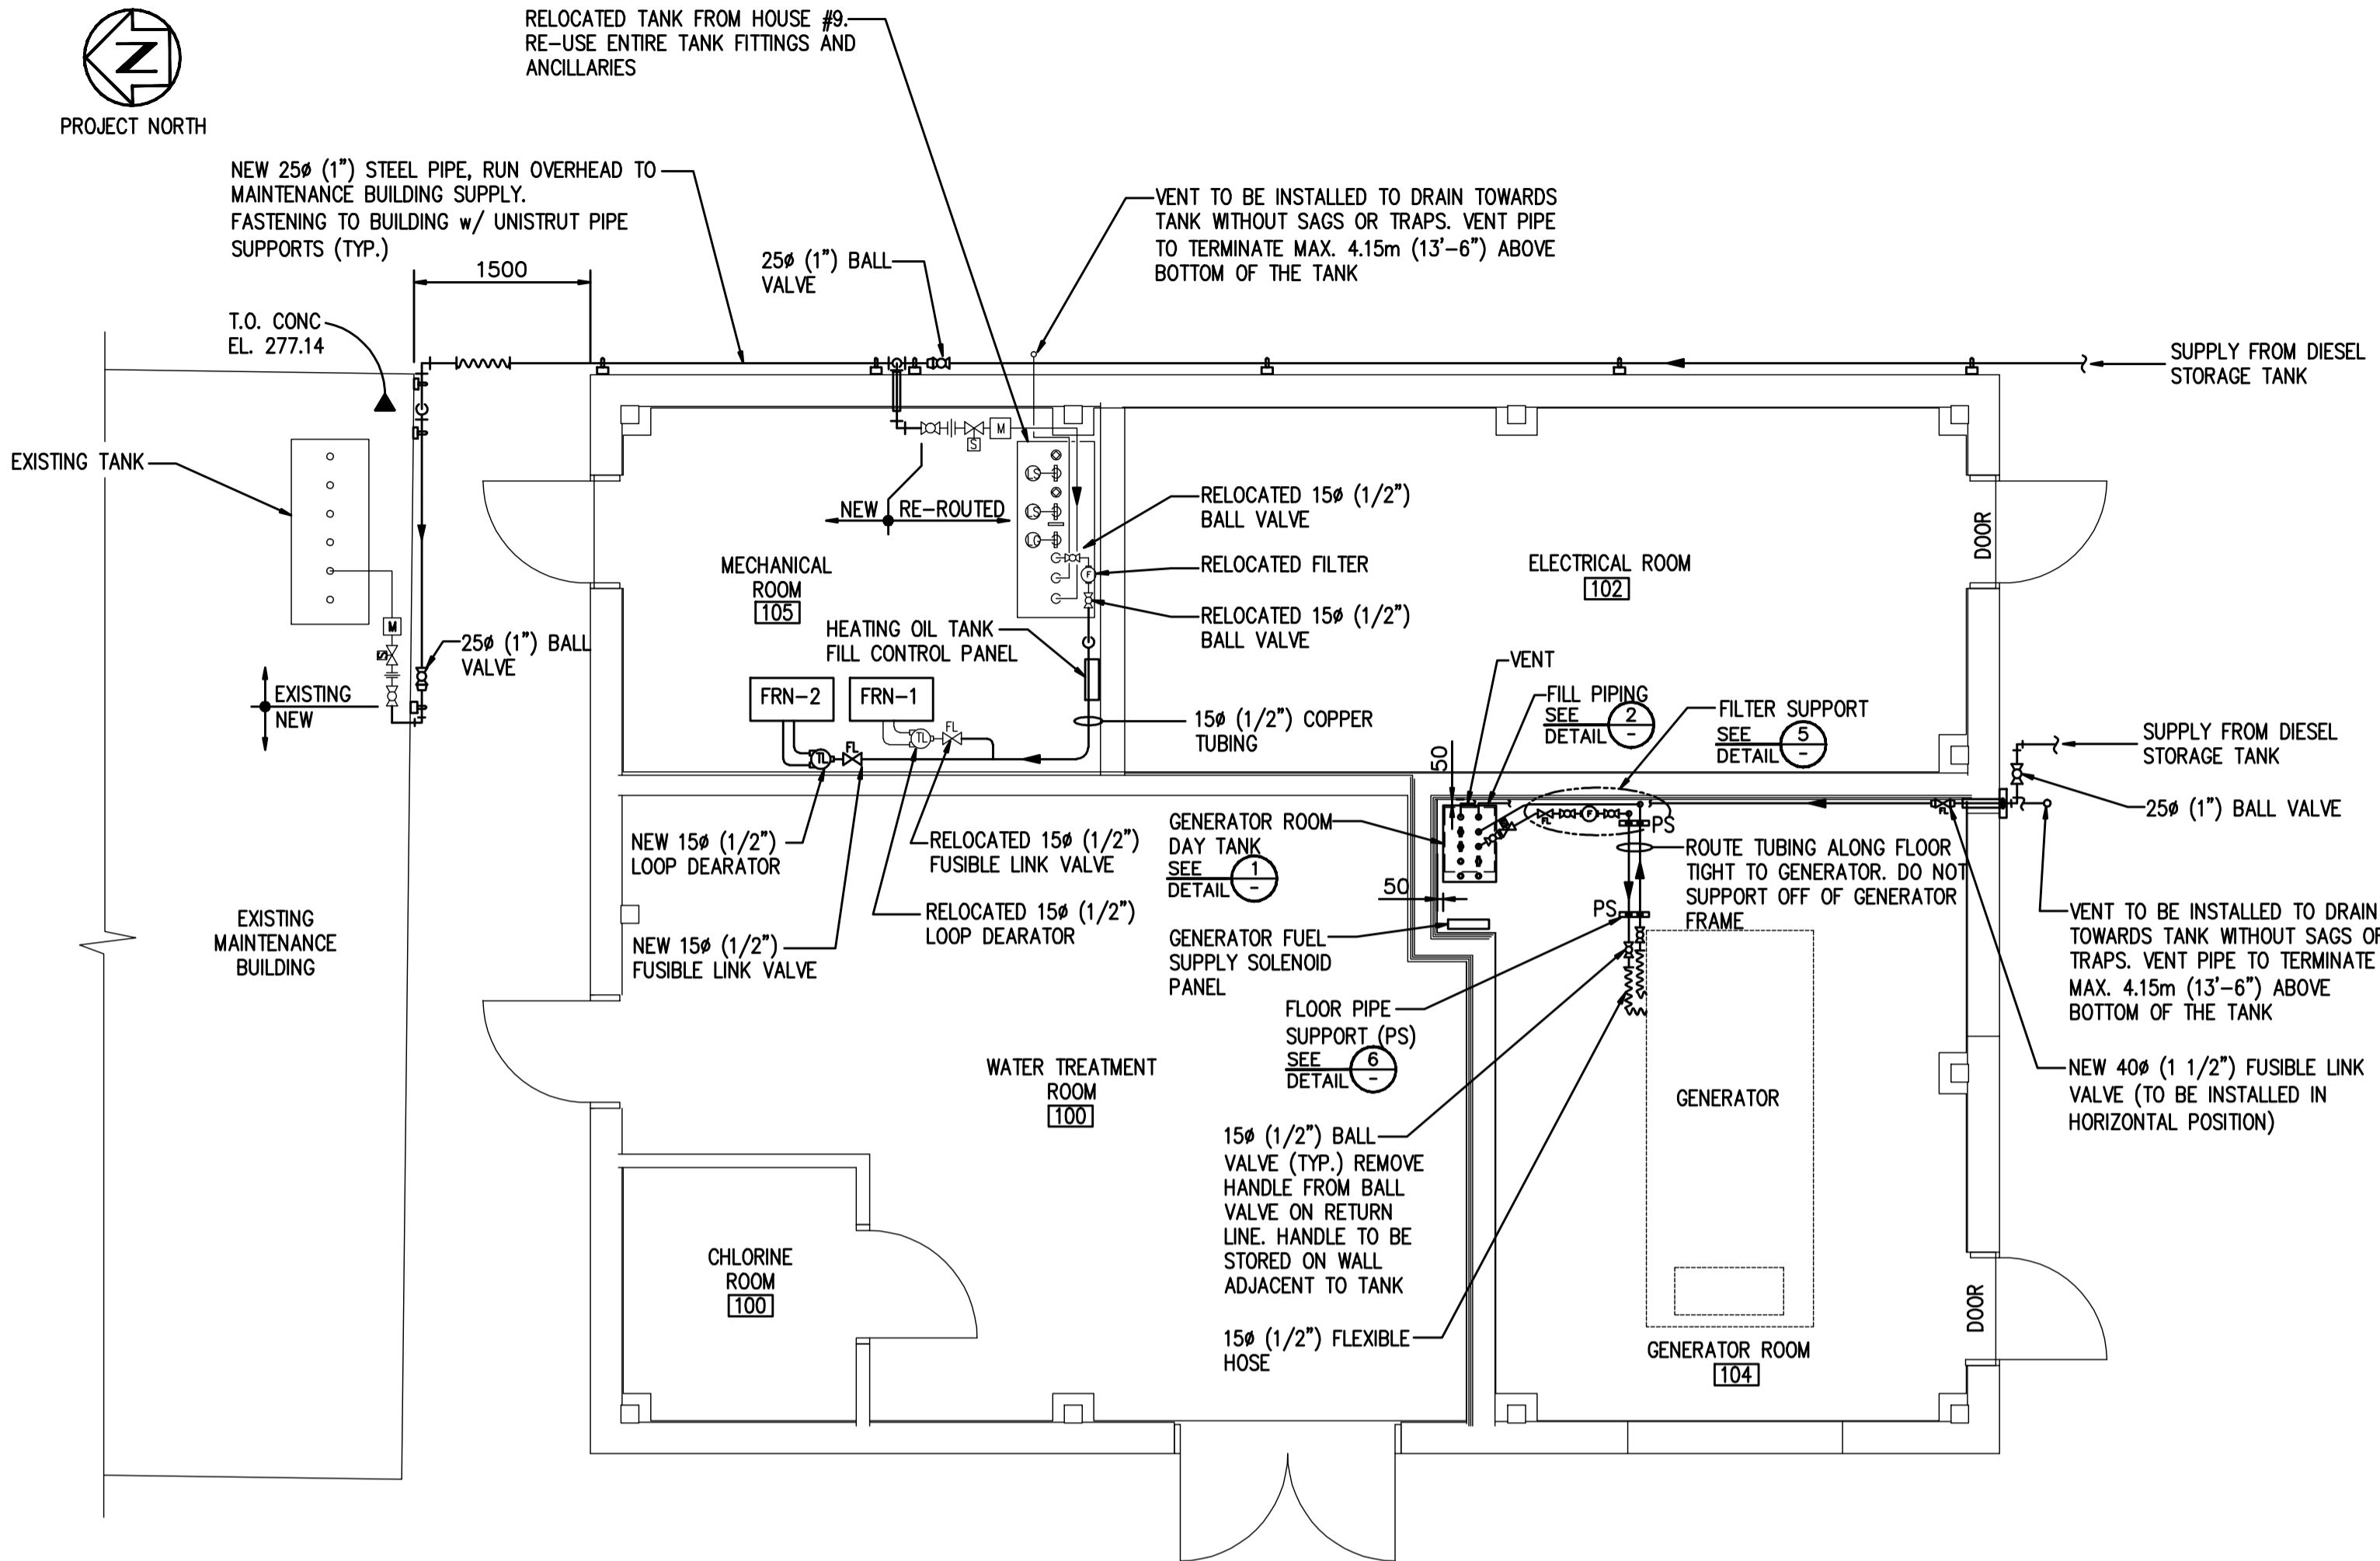 N
PROJECT NORTH
RELOCATED TANK FROM HOUSE #9.
RE-USE ENTIRE TANK FITTINGS AND
ANCILLARIES
NEW 25ø (1") STEEL PIPE, RUN OVERHEAD TO
MAINTENANCE BUILDING SUPPLY.
FASTENING TO BUILDING w/ UNISTRUT PIPE
SUPPORTS (TYP.)
1500
25ø (1") BALL
VALVE
VENT TO BE INSTALLED TO DRAIN TOWARDS
TANK WITHOUT SAGS OR TRAPS. VENT PIPE
TO TERMINATE MAX. 4.15m (13'-6") ABOVE
BOTTOM OF THE TANK
T.O. CONC
EL. 277.14
SUPPLY FROM DIESEL
STORAGE TANK
EXISTING TANK
M
S
NEW
RE-ROUTED
LS
LS
LG
F
RELOCATED 15ø (1/2")
BALL VALVE
RELOCATED FILTER
RELOCATED 15ø (1/2")
BALL VALVE
MECHANICAL
ROOM
105
ELECTRICAL ROOM
102
DOOR
HEATING OIL TANK
FILL CONTROL PANEL
M
S
25ø (1") BALL
VALVE
EXISTING
NEW
FRN-2
FRN-1
TL
FL
TL
FL
15ø (1/2") COPPER
TUBING
VENT
FILL PIPING
SEE
DETAIL
2
-
FILTER SUPPORT
SEE
DETAIL
5
-
SUPPLY FROM DIESEL
STORAGE TANK
25ø (1") BALL VALVE
50
FL
F
FL
PS
NEW 15ø (1/2")
LOOP DEARATOR
RELOCATED 15ø (1/2")
FUSIBLE LINK VALVE
GENERATOR ROOM
DAY TANK
SEE
DETAIL
1
-
50
ROUTE TUBING ALONG FLOOR
TIGHT TO GENERATOR. DO NOT
SUPPORT OFF OF GENERATOR
FRAME
PS
RELOCATED 15ø (1/2")
LOOP DEARATOR
NEW 15ø (1/2")
FUSIBLE LINK VALVE
GENERATOR FUEL
SUPPLY SOLENOID
PANEL
EXISTING
MAINTENANCE
BUILDING
VENT TO BE INSTALLED TO DRAIN
TOWARDS TANK WITHOUT SAGS OR
TRAPS. VENT PIPE TO TERMINATE
MAX. 4.15m (13'-6") ABOVE
BOTTOM OF THE TANK
FLOOR PIPE
SUPPORT (PS)
SEE
DETAIL
6
-
WATER TREATMENT
ROOM
100
GENERATOR
NEW 40ø (1 1/2") FUSIBLE LINK
VALVE (TO BE INSTALLED IN
HORIZONTAL POSITION)
15ø (1/2") BALL
VALVE (TYP.) REMOVE
HANDLE FROM BALL
VALVE ON RETURN
LINE. HANDLE TO BE
STORED ON WALL
ADJACENT TO TANK
CHLORINE
ROOM
100
15ø (1/2") FLEXIBLE
HOSE
GENERATOR ROOM
104
DOOR